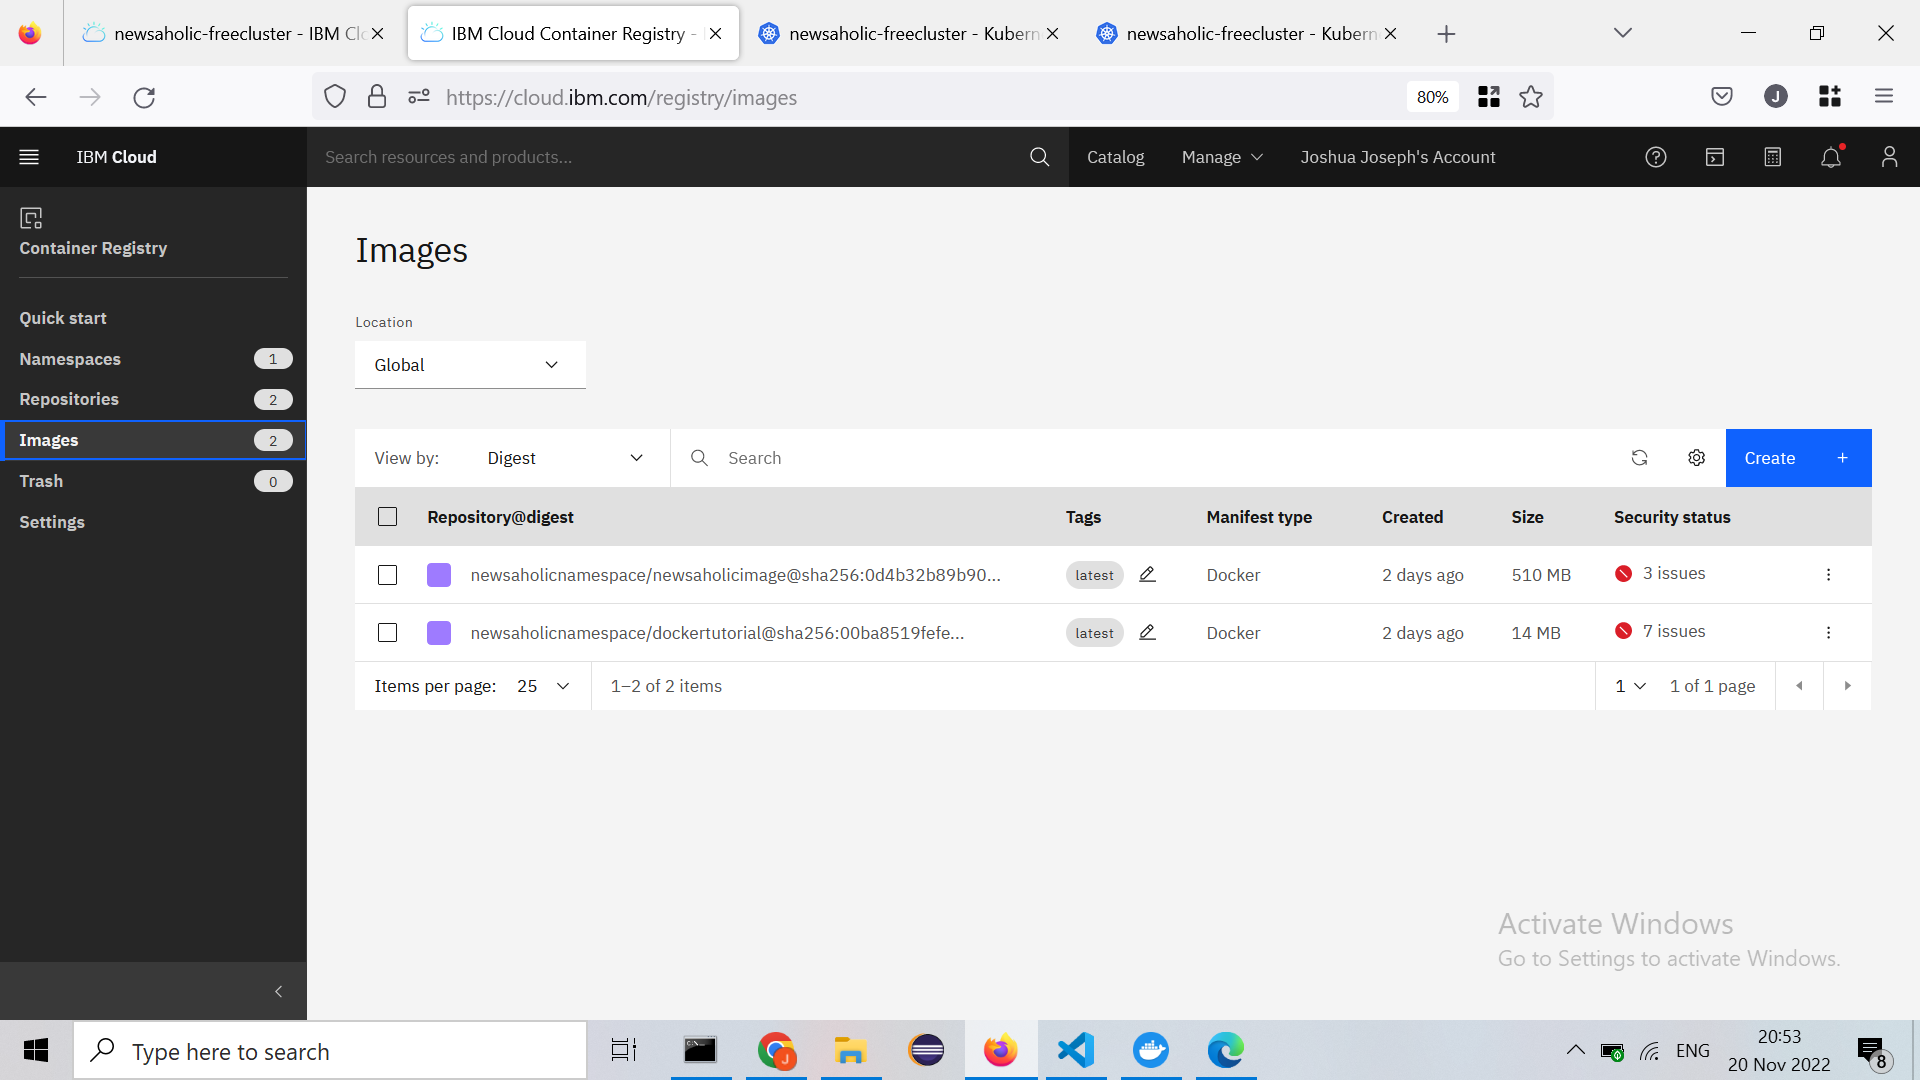 newsaholic-freecluster - IBM Cl
IBM Cloud Container Registry -
newsaholic-freecluster - Kubern
newsaholic-freecluster - Kubern
https://cloud.ibm.com/registry/images
80%
J
IBM Cloud
Search resources and products...
Catalog
Manage
Joshua Joseph's Account
Container Registry
Quick start
Namespaces 1
Repositories 2
Images 2
Trash 0
Settings
Images
Location
Global
View by: Digest
Search
Create +
Repository@digest Tags Manifest type Created Size Security status
newsaholicnamespace/newsaholicimage@sha256:0d4b32b89b90... latest Docker 2 days ago 510 MB 3 issues
newsaholicnamespace/dockertutorial@sha256:00ba8519fefe... latest Docker 2 days ago 14 MB 7 issues
Items per page: 25 1–2 of 2 items 1 1 of 1 page
Activate Windows
Go to Settings to activate Windows.
Type here to search
C:\_
J
ENG
20:53
20 Nov 2022
8